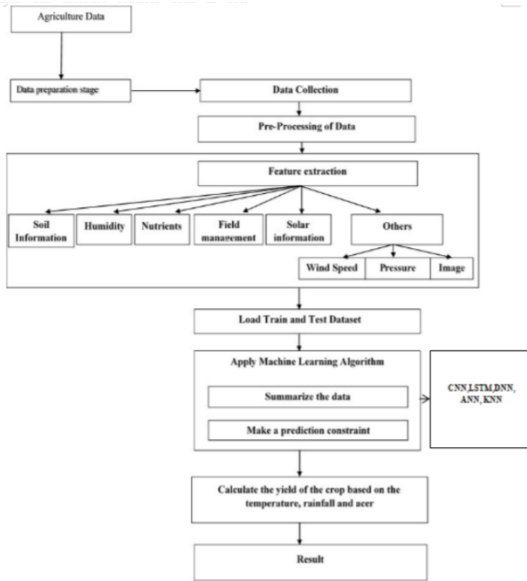 Agriculture Data
Data preparation stage
Data Collection
Pre-Processing of Data
Feature extraction
Soil
Information
Humidity
Nutrients
Field
management
Solar
information
Others
Wind Speed
Pressure
Image
Load Train and Test Dataset
Apply Machine Learning Algorithm
Summarize the data
Make a prediction constraint
CNN,LSTM,DNN,
ANN, KNN
Calculate the yield of the crop based on the
temperature, rainfall and acer
Result